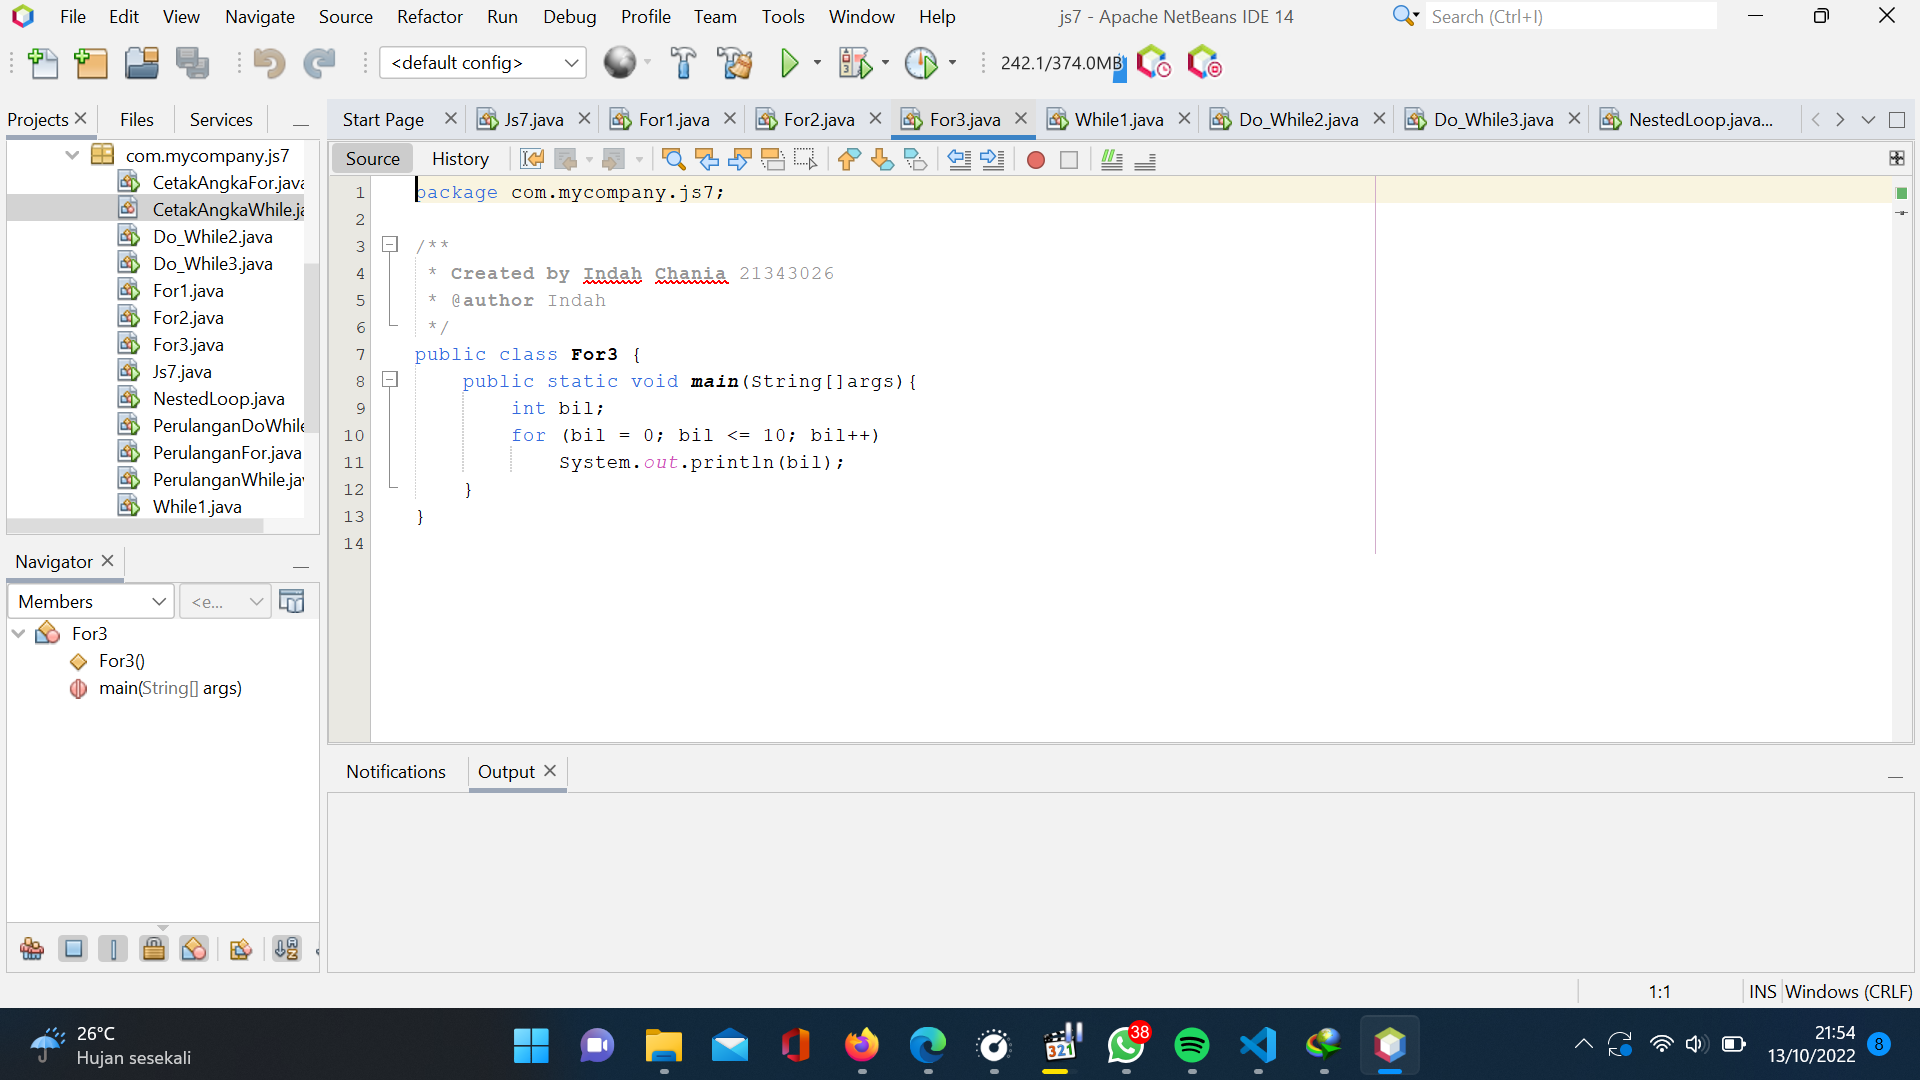 File Edit View Navigate Source Refactor Run Debug Profile Team Tools Window Help js7 - Apache NetBeans IDE 14 Search (Ctrl+I)
<default config> 242.1/374.0MB
Projects Files Services
com.mycompany.js7
CetakAngkaFor.java
CetakAngkaWhile.ja
Do_While2.java
Do_While3.java
For1.java
For2.java
For3.java
Js7.java
NestedLoop.java
PerulanganDoWhile
PerulanganFor.java
PerulanganWhile.jav
While1.java
Start Page Js7.java For1.java For2.java For3.java While1.java Do_While2.java Do_While3.java NestedLoop.java...
Source History
1 package com.mycompany.js7;
2
3 /**
4 * Created by Indah Chania 21343026
5 * @author Indah
6 */
7 public class For3 {
8 public static void main(String[]args){
9 int bil;
10 for (bil = 0; bil <= 10; bil++)
11 System.out.println(bil);
12 }
13 }
14
Navigator
Members <e...
For3
For3()
main(String[] args)
Notifications Output
1:1 INS Windows (CRLF)
26°C
Hujan sesekali
321
38
21:54
13/10/2022
8